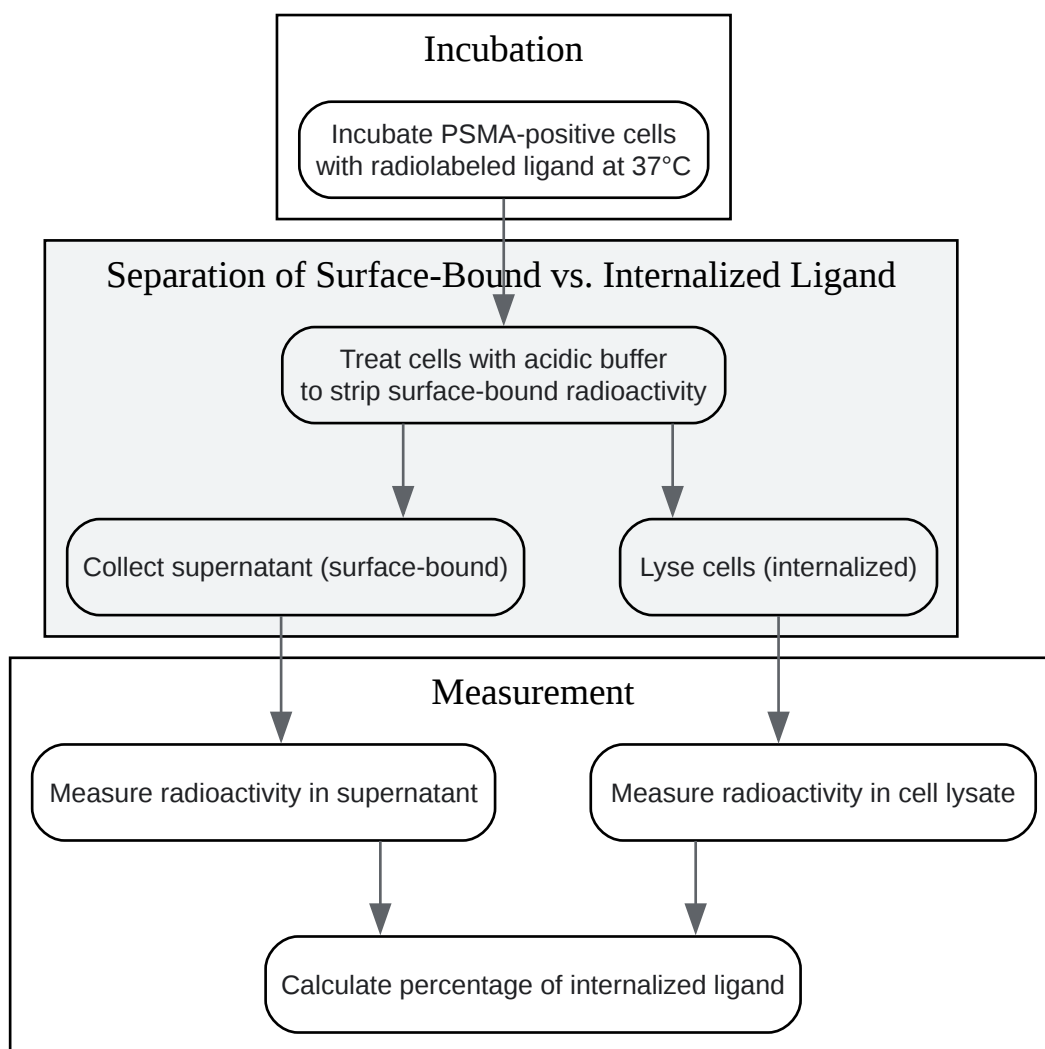 Incubation
Incubate PSMA-positive cells
with radiolabeled ligand at 37°C
Separation of Surface-Bound vs. Internalized Ligand
Treat cells with acidic buffer
to strip surface-bound radioactivity
Collect supernatant (surface-bound)
Lyse cells (internalized)
Measurement
Measure radioactivity in supernatant
Measure radioactivity in cell lysate
Calculate percentage of internalized ligand